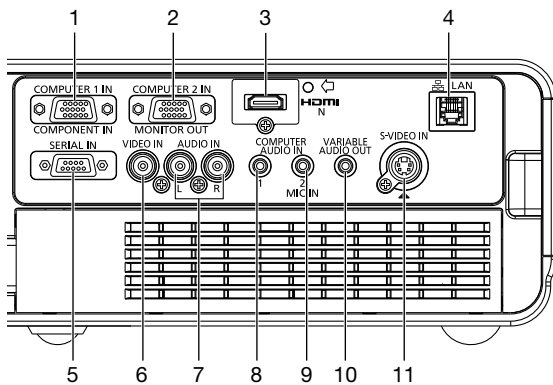 1 2 3 4
COMPUTER 1 IN COMPUTER 2 IN LAN
HDMI
IN
COMPONENT IN MONITOR OUT
SERIAL IN VIDEO IN AUDIO IN COMPUTER AUDIO IN VARIABLE AUDIO OUT S-VIDEO IN
L R 1 2
MIC IN
5 6 7 8 9 10 11